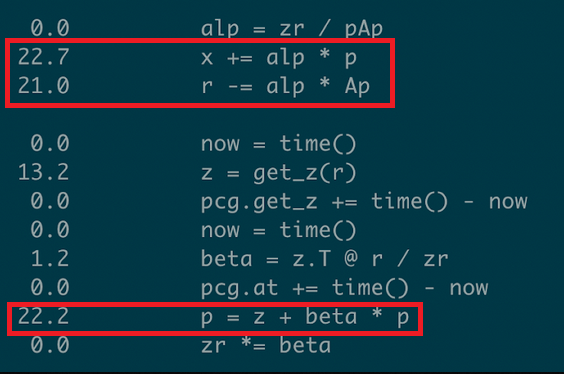 0.0 alp = zr / pAp
22.7 x += alp * p
21.0 r -= alp * Ap
0.0 now = time()
13.2 z = get_z(r)
0.0 pcg.get_z += time() - now
0.0 now = time()
1.2 beta = z.T @ r / zr
0.0 pcg.at += time() - now
22.2 p = z + beta * p
0.0 zr *= beta